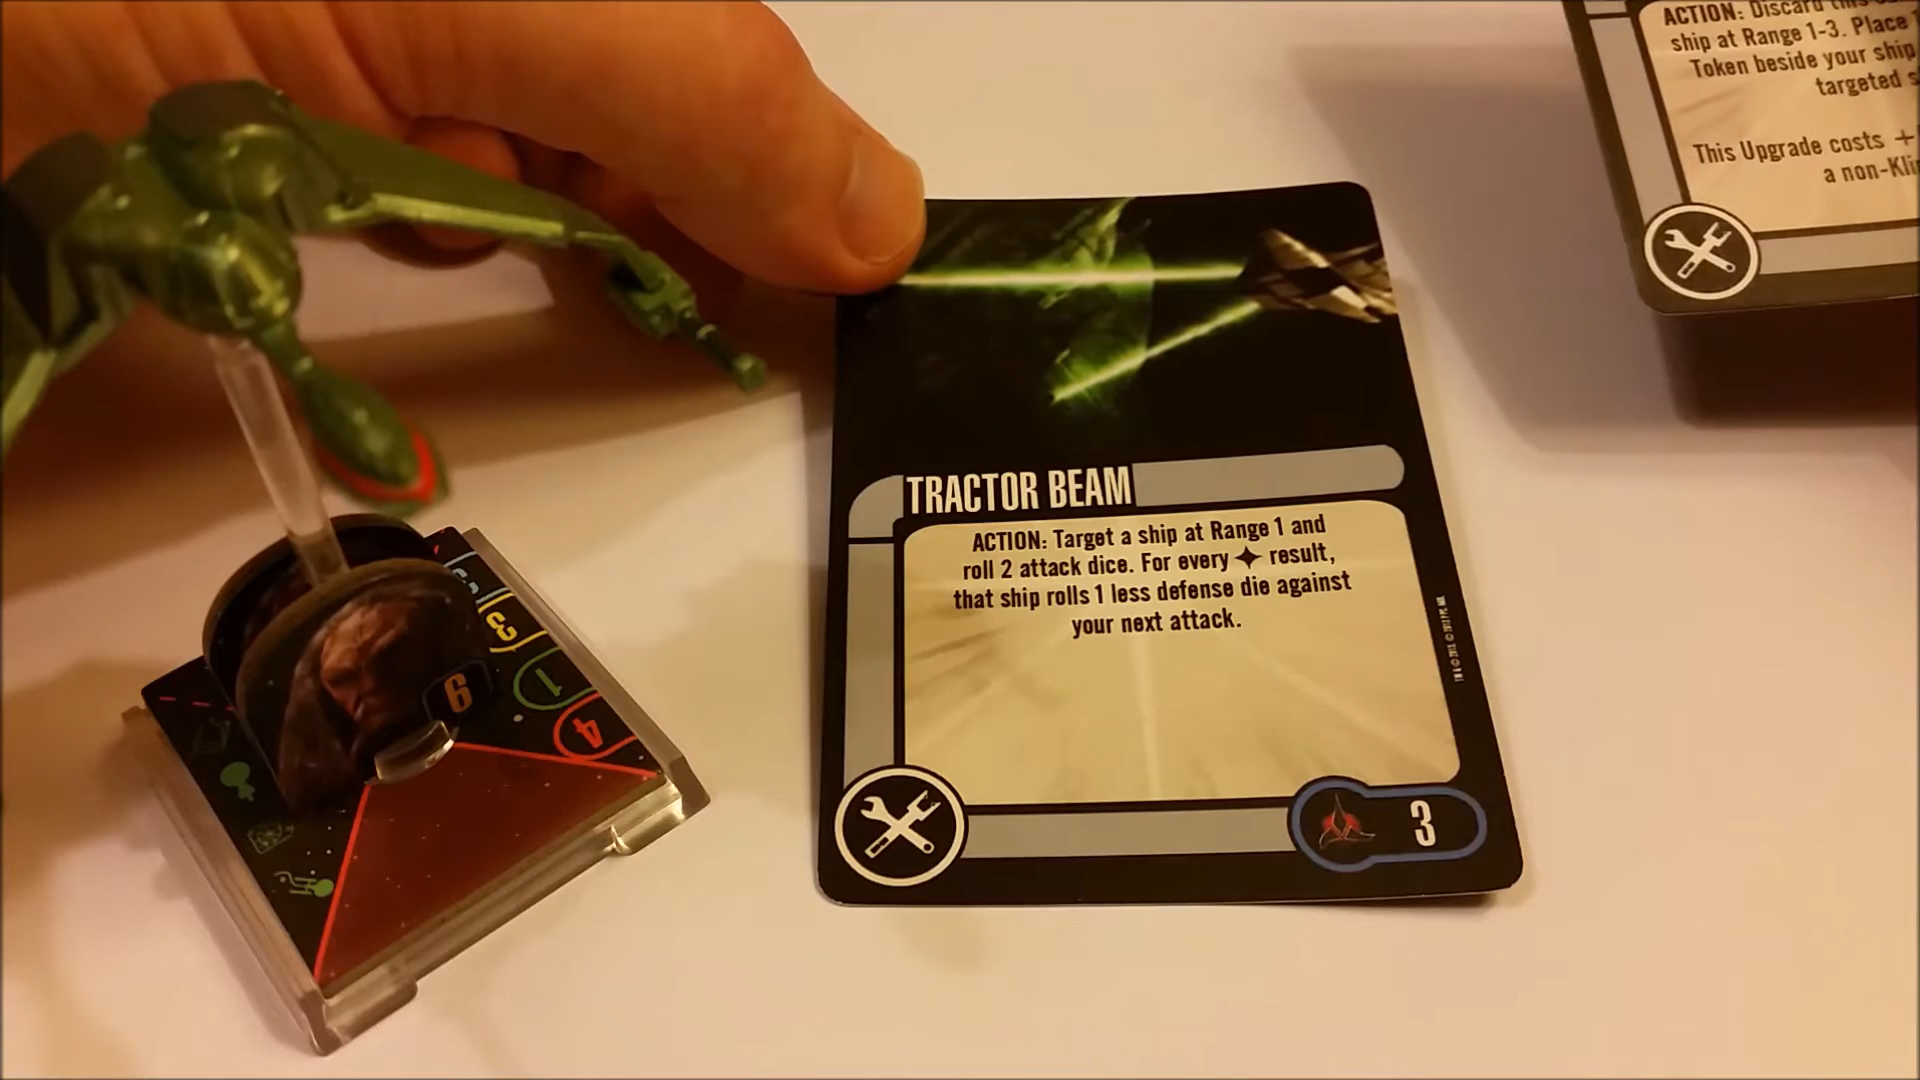 ACTION: Discard this
ship at Range 1-3. Place
Token beside your ship
targeted
This Upgrade costs +
a non-Kli
TRACTOR BEAM
ACTION: Target a ship at Range 1 and
roll 2 attack dice. For every ✦ result,
that ship rolls 1 less defense die against
your next attack.
3
6
3
1
4